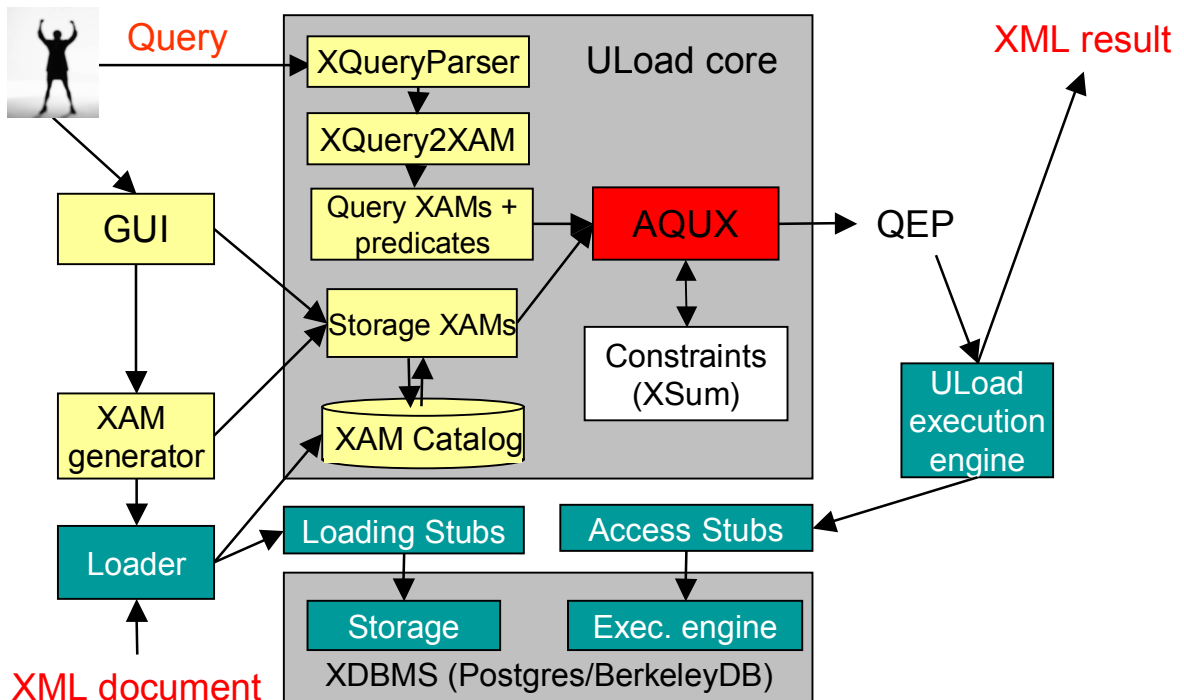 Query
XML result
XQueryParser
ULoad core
XQuery2XAM
Query XAMs +
predicates
AQUX
QEP
GUI
Storage XAMs
Constraints
(XSum)
ULoad
execution
engine
XAM
generator
XAM Catalog
Loading Stubs
Access Stubs
Loader
Storage
Exec. engine
XDBMS (Postgres/BerkeleyDB)
XML document